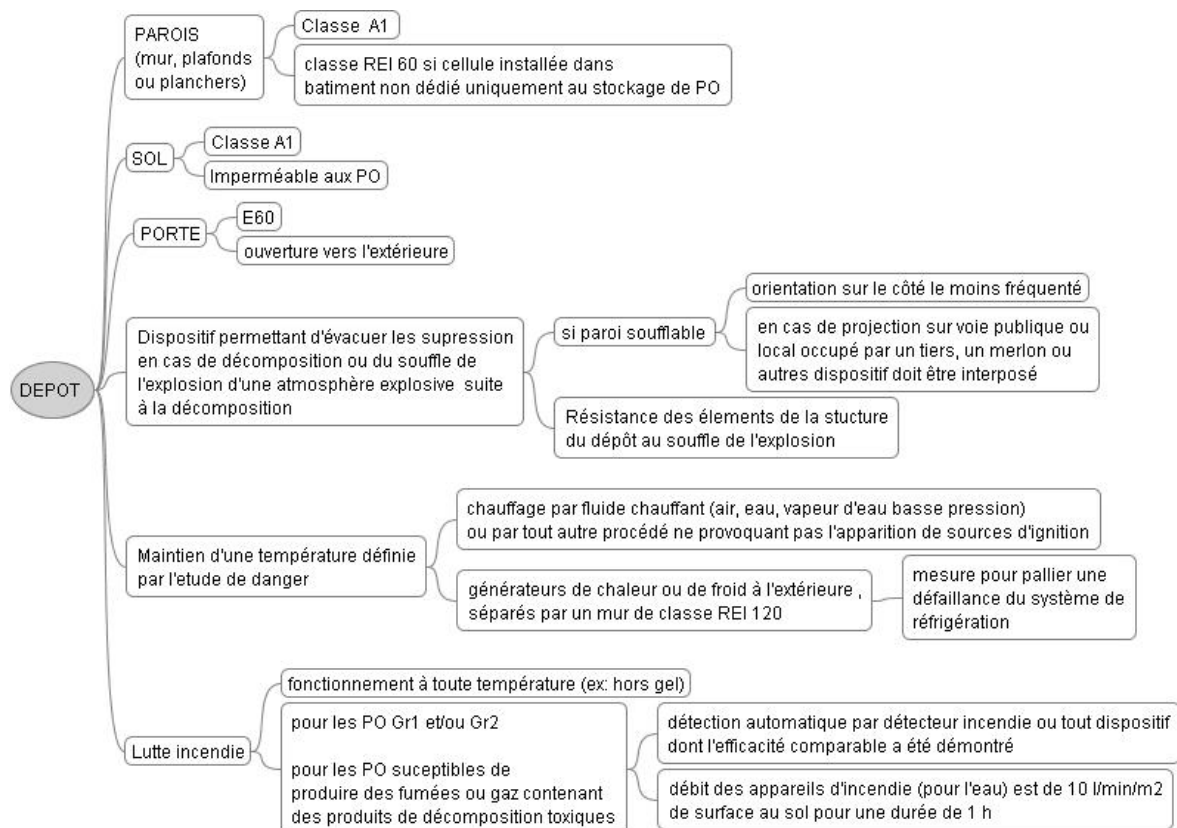 DEPOT
PAROIS
(mur, plafonds
ou planchers)
Classe A1
classe REI 60 si cellule installée dans
batiment non dédié uniquement au stockage de PO
SOL
Classe A1
Imperméable aux PO
PORTE
E60
ouverture vers l'extérieure
Dispositif permettant d'évacuer les supression
en cas de décomposition ou du souffle de
l'explosion d'une atmosphère explosive suite
à la décomposition
si paroi soufflable
orientation sur le côté le moins fréquenté
en cas de projection sur voie publique ou
local occupé par un tiers, un merlon ou
autres dispositif doit être interposé
Résistance des élements de la stucture
du dépôt au souffle de l'explosion
Maintien d'une température définie
par l'etude de danger
chauffage par fluide chauffant (air, eau, vapeur d'eau basse pression)
ou par tout autre procédé ne provoquant pas l'apparition de sources d'ignition
générateurs de chaleur ou de froid à l'extérieure ,
séparés par un mur de classe REI 120
mesure pour pallier une
défaillance du système de
réfrigération
Lutte incendie
fonctionnement à toute température (ex: hors gel)
pour les PO Gr1 et/ou Gr2
pour les PO suceptibles de
produire des fumées ou gaz contenant
des produits de décomposition toxiques
détection automatique par détecteur incendie ou tout dispositif
dont l'efficacité comparable a été démontré
débit des appareils d'incendie (pour l'eau) est de 10 l/min/m2
de surface au sol pour une durée de 1 h